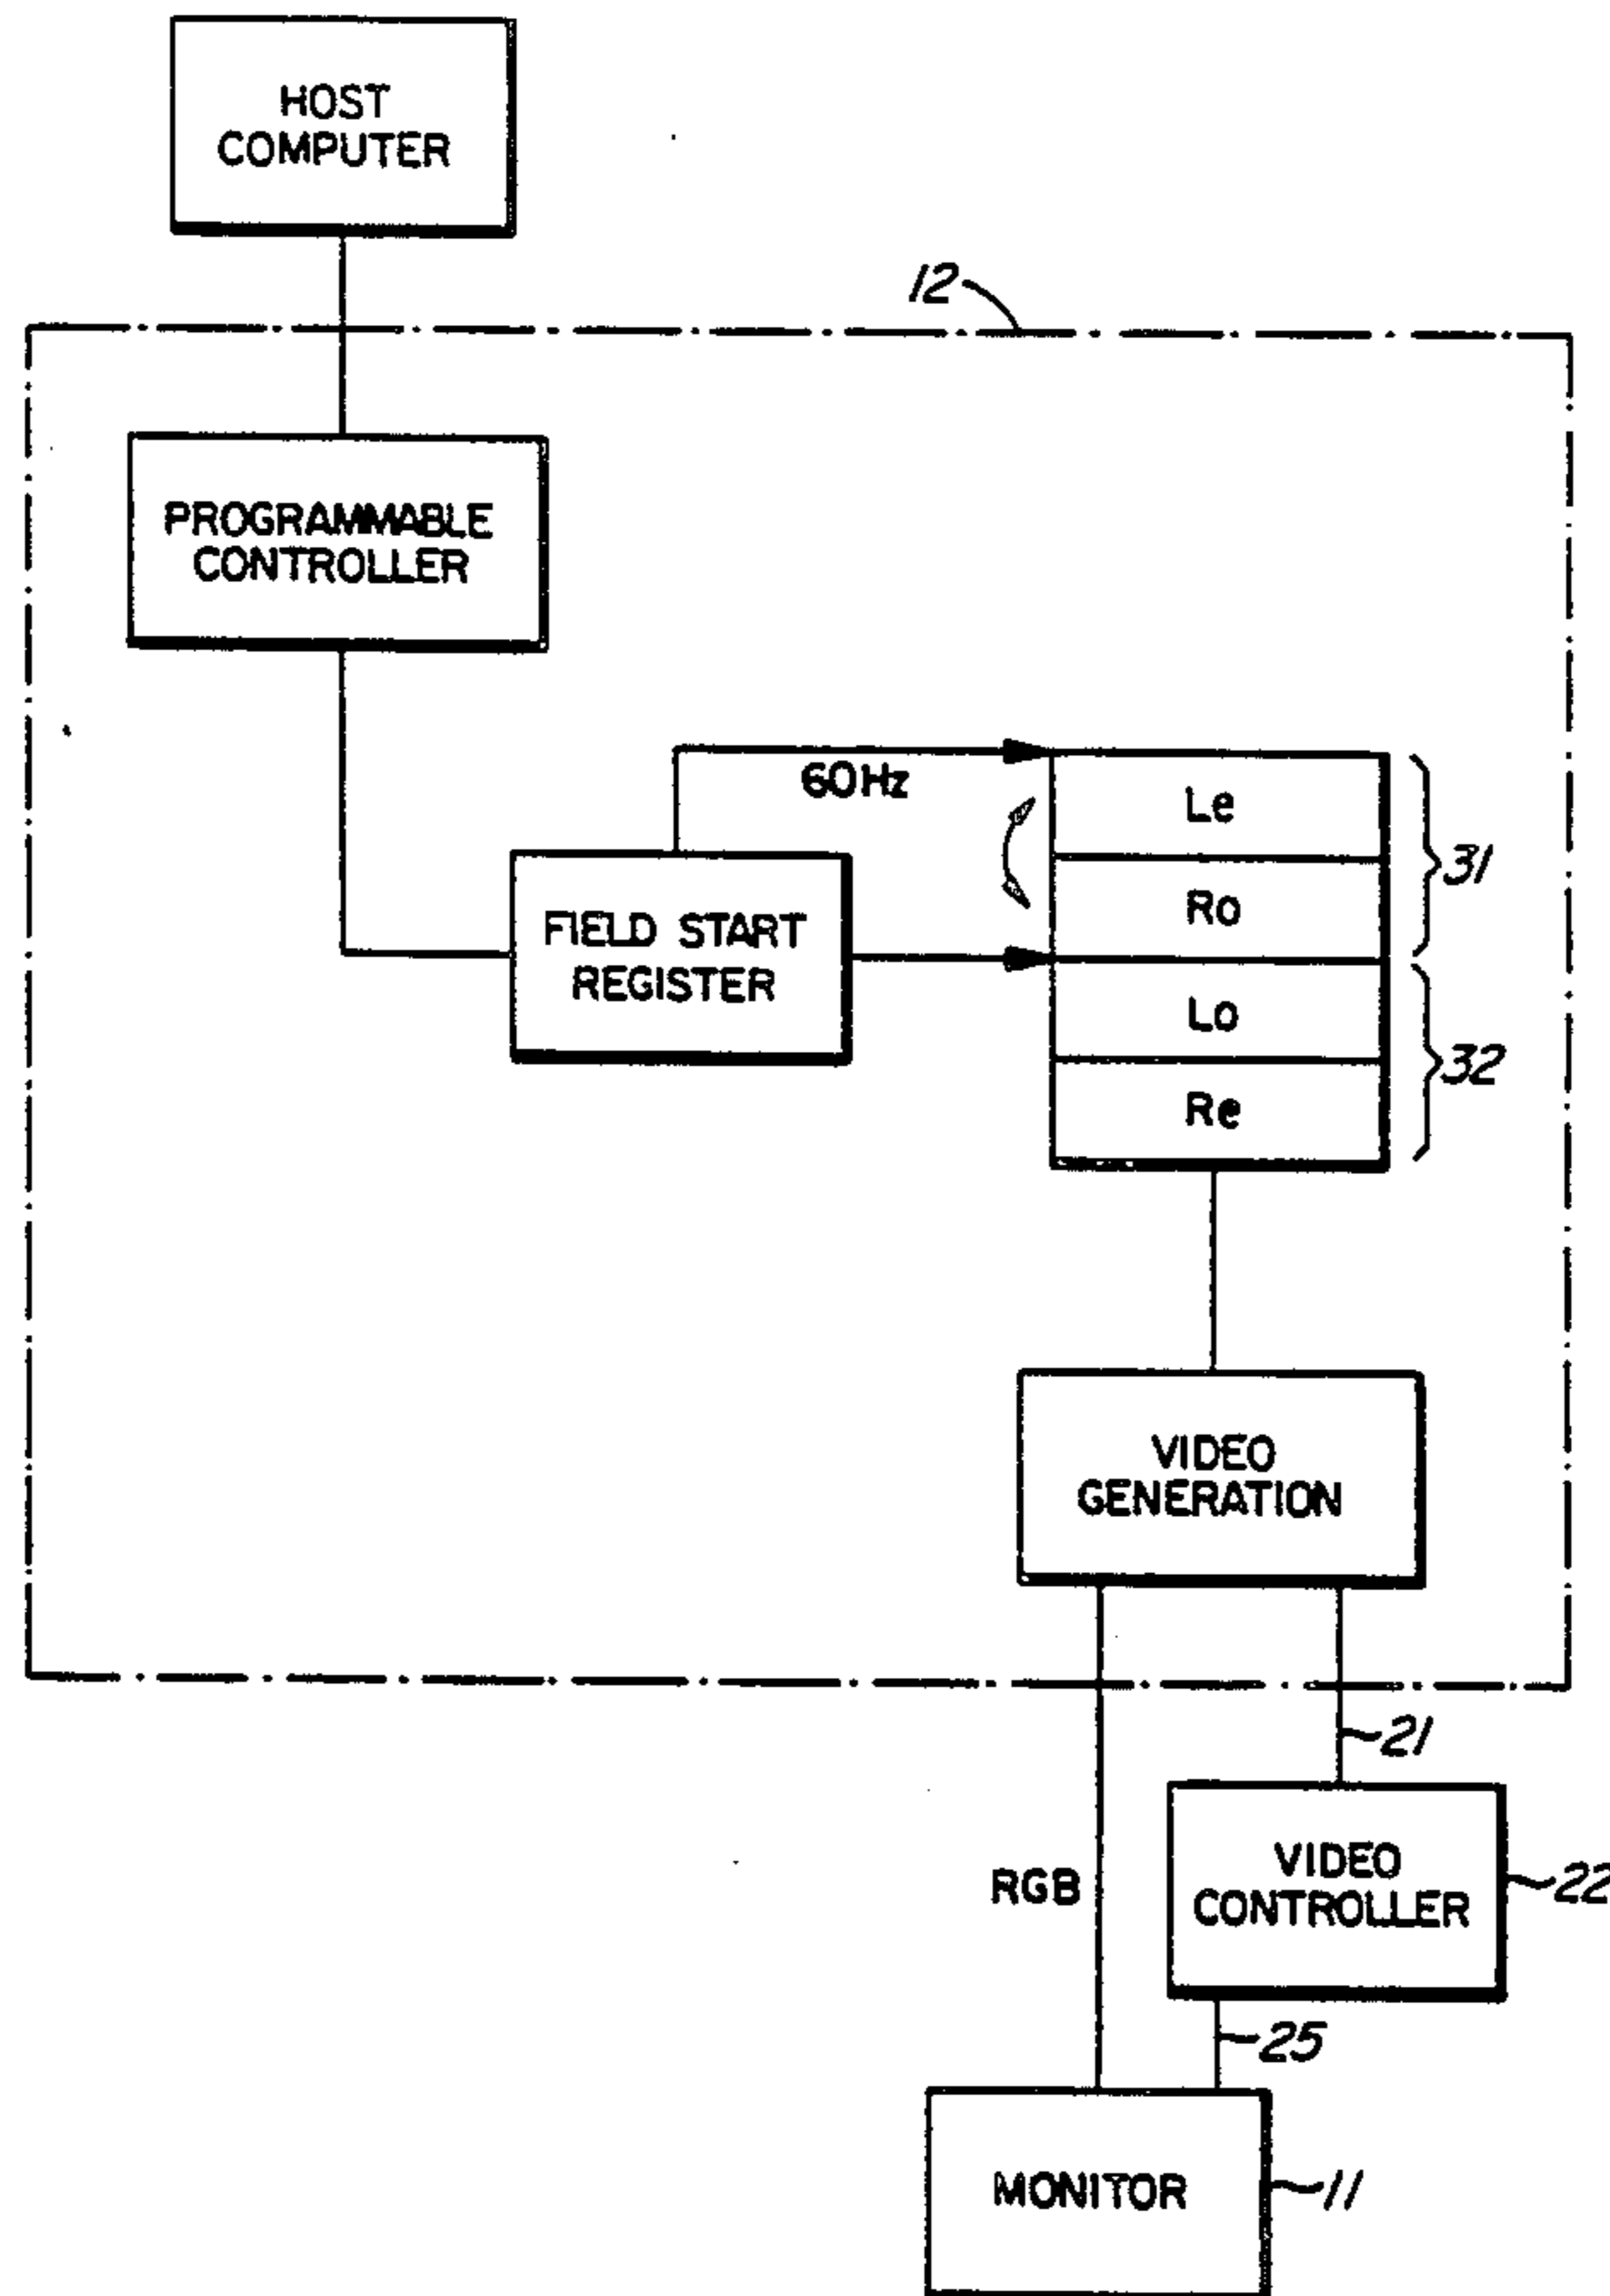 HOST
COMPUTER
12
PROGRAMMABLE
CONTROLLER
60Hz
Le
Ro
31
FIELD START
REGISTER
Lo
Re
32
VIDEO
GENERATION
21
RGB
VIDEO
CONTROLLER
22
25
MONITOR
11